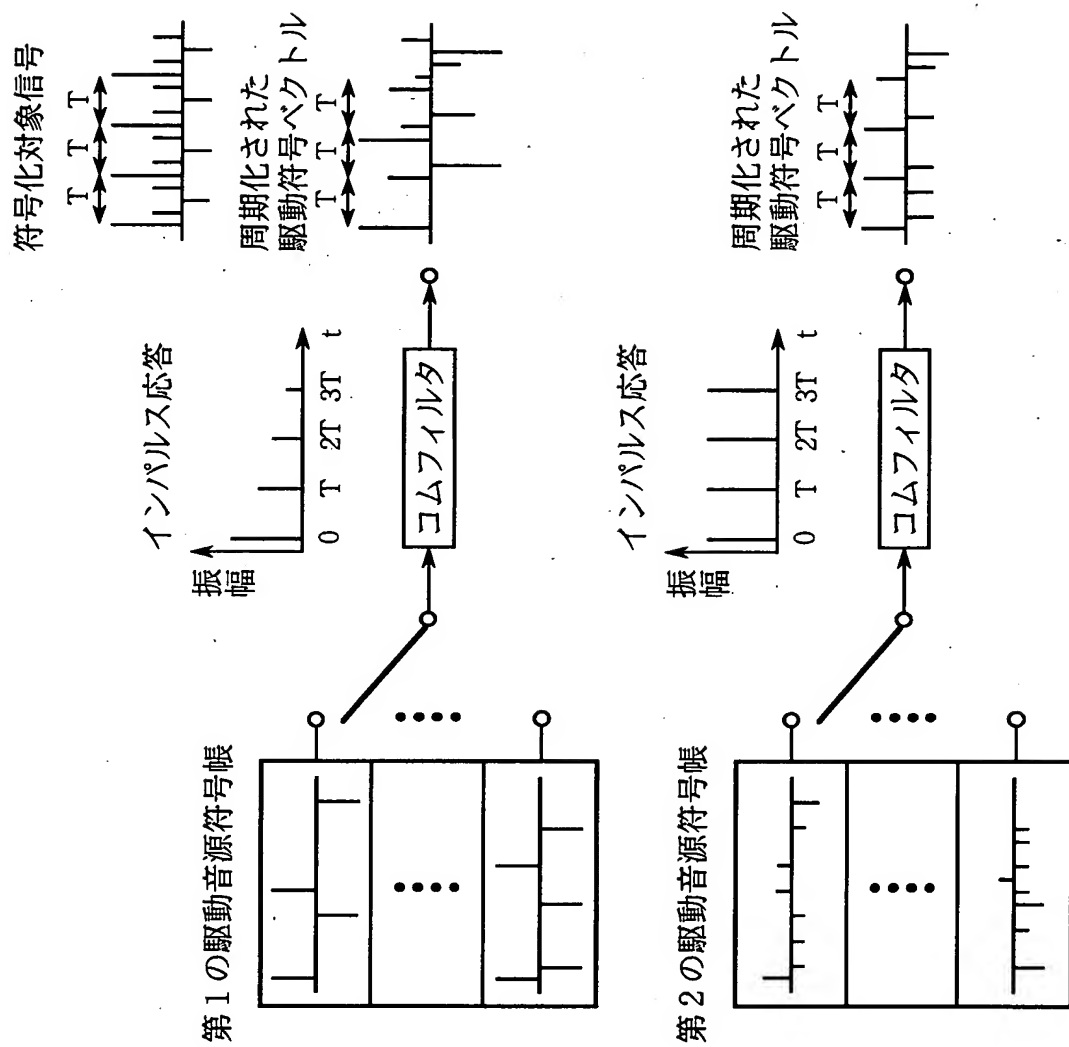 符号化対象信号
T T T
インパルス応答
振幅
0 T 2T 3T t
第1の駆動音源符号帳
周期化された
駆動符号ベクトル
T T T
コムフィルタ
インパルス応答
振幅
0 T 2T 3T t
第2の駆動音源符号帳
周期化された
駆動符号ベクトル
T T T
コムフィルタ